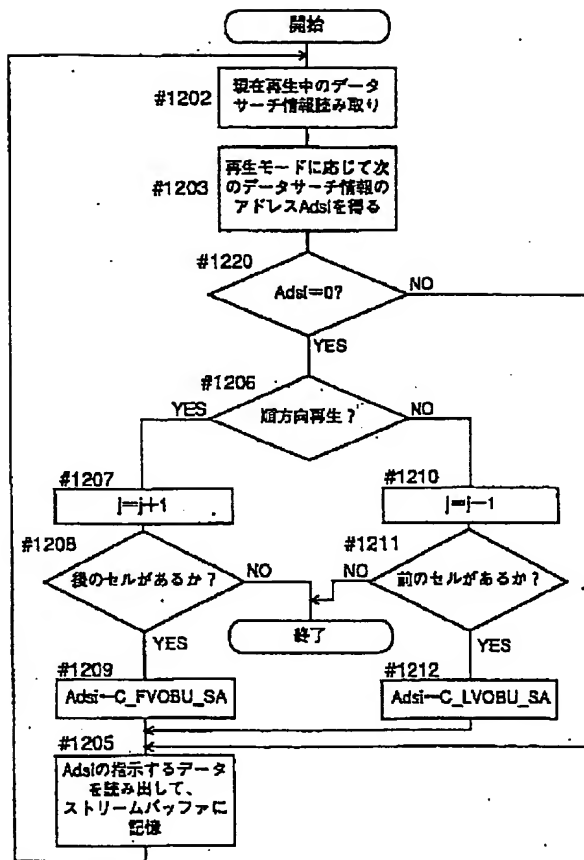 開始
#1202
現在再生中のデータ
サーチ情報読み取り
#1203
再生モードに応じて次
のデータサーチ情報の
アドレスAdsiを得る
#1220
Adsi==0?
NO
YES
#1206
順方向再生?
YES
NO
#1207
j=j+1
#1210
j=j-1
#1208
後のセルがあるか?
NO
YES
#1211
前のセルがあるか?
NO
YES
終了
#1209
Adsi←C_FVOBU_SA
#1212
Adsi←C_LVOBU_SA
#1205
Adsiの指示するデータ
を読み出して、
ストリームバッファに
記憶